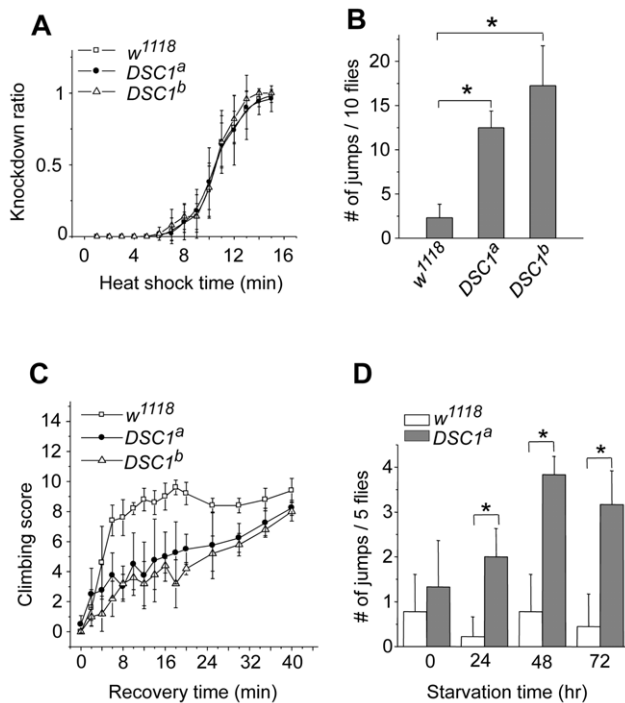 A
w1118
DSC1a
DSC1b
Knockdown ratio
1
0.5
0
0 4 8 12 16
Heat shock time (min)
B
# of jumps / 10 flies
20
15
10
5
0
* *
w1118 DSC1a DSC1b
C
w1118
DSC1a
DSC1b
Climbing score
14
12
10
8
6
4
2
0
0 8 16 24 32 40
Recovery time (min)
D
w1118
DSC1a
# of jumps / 5 flies
5
4
3
2
1
0
* * *
0 24 48 72
Starvation time (hr)